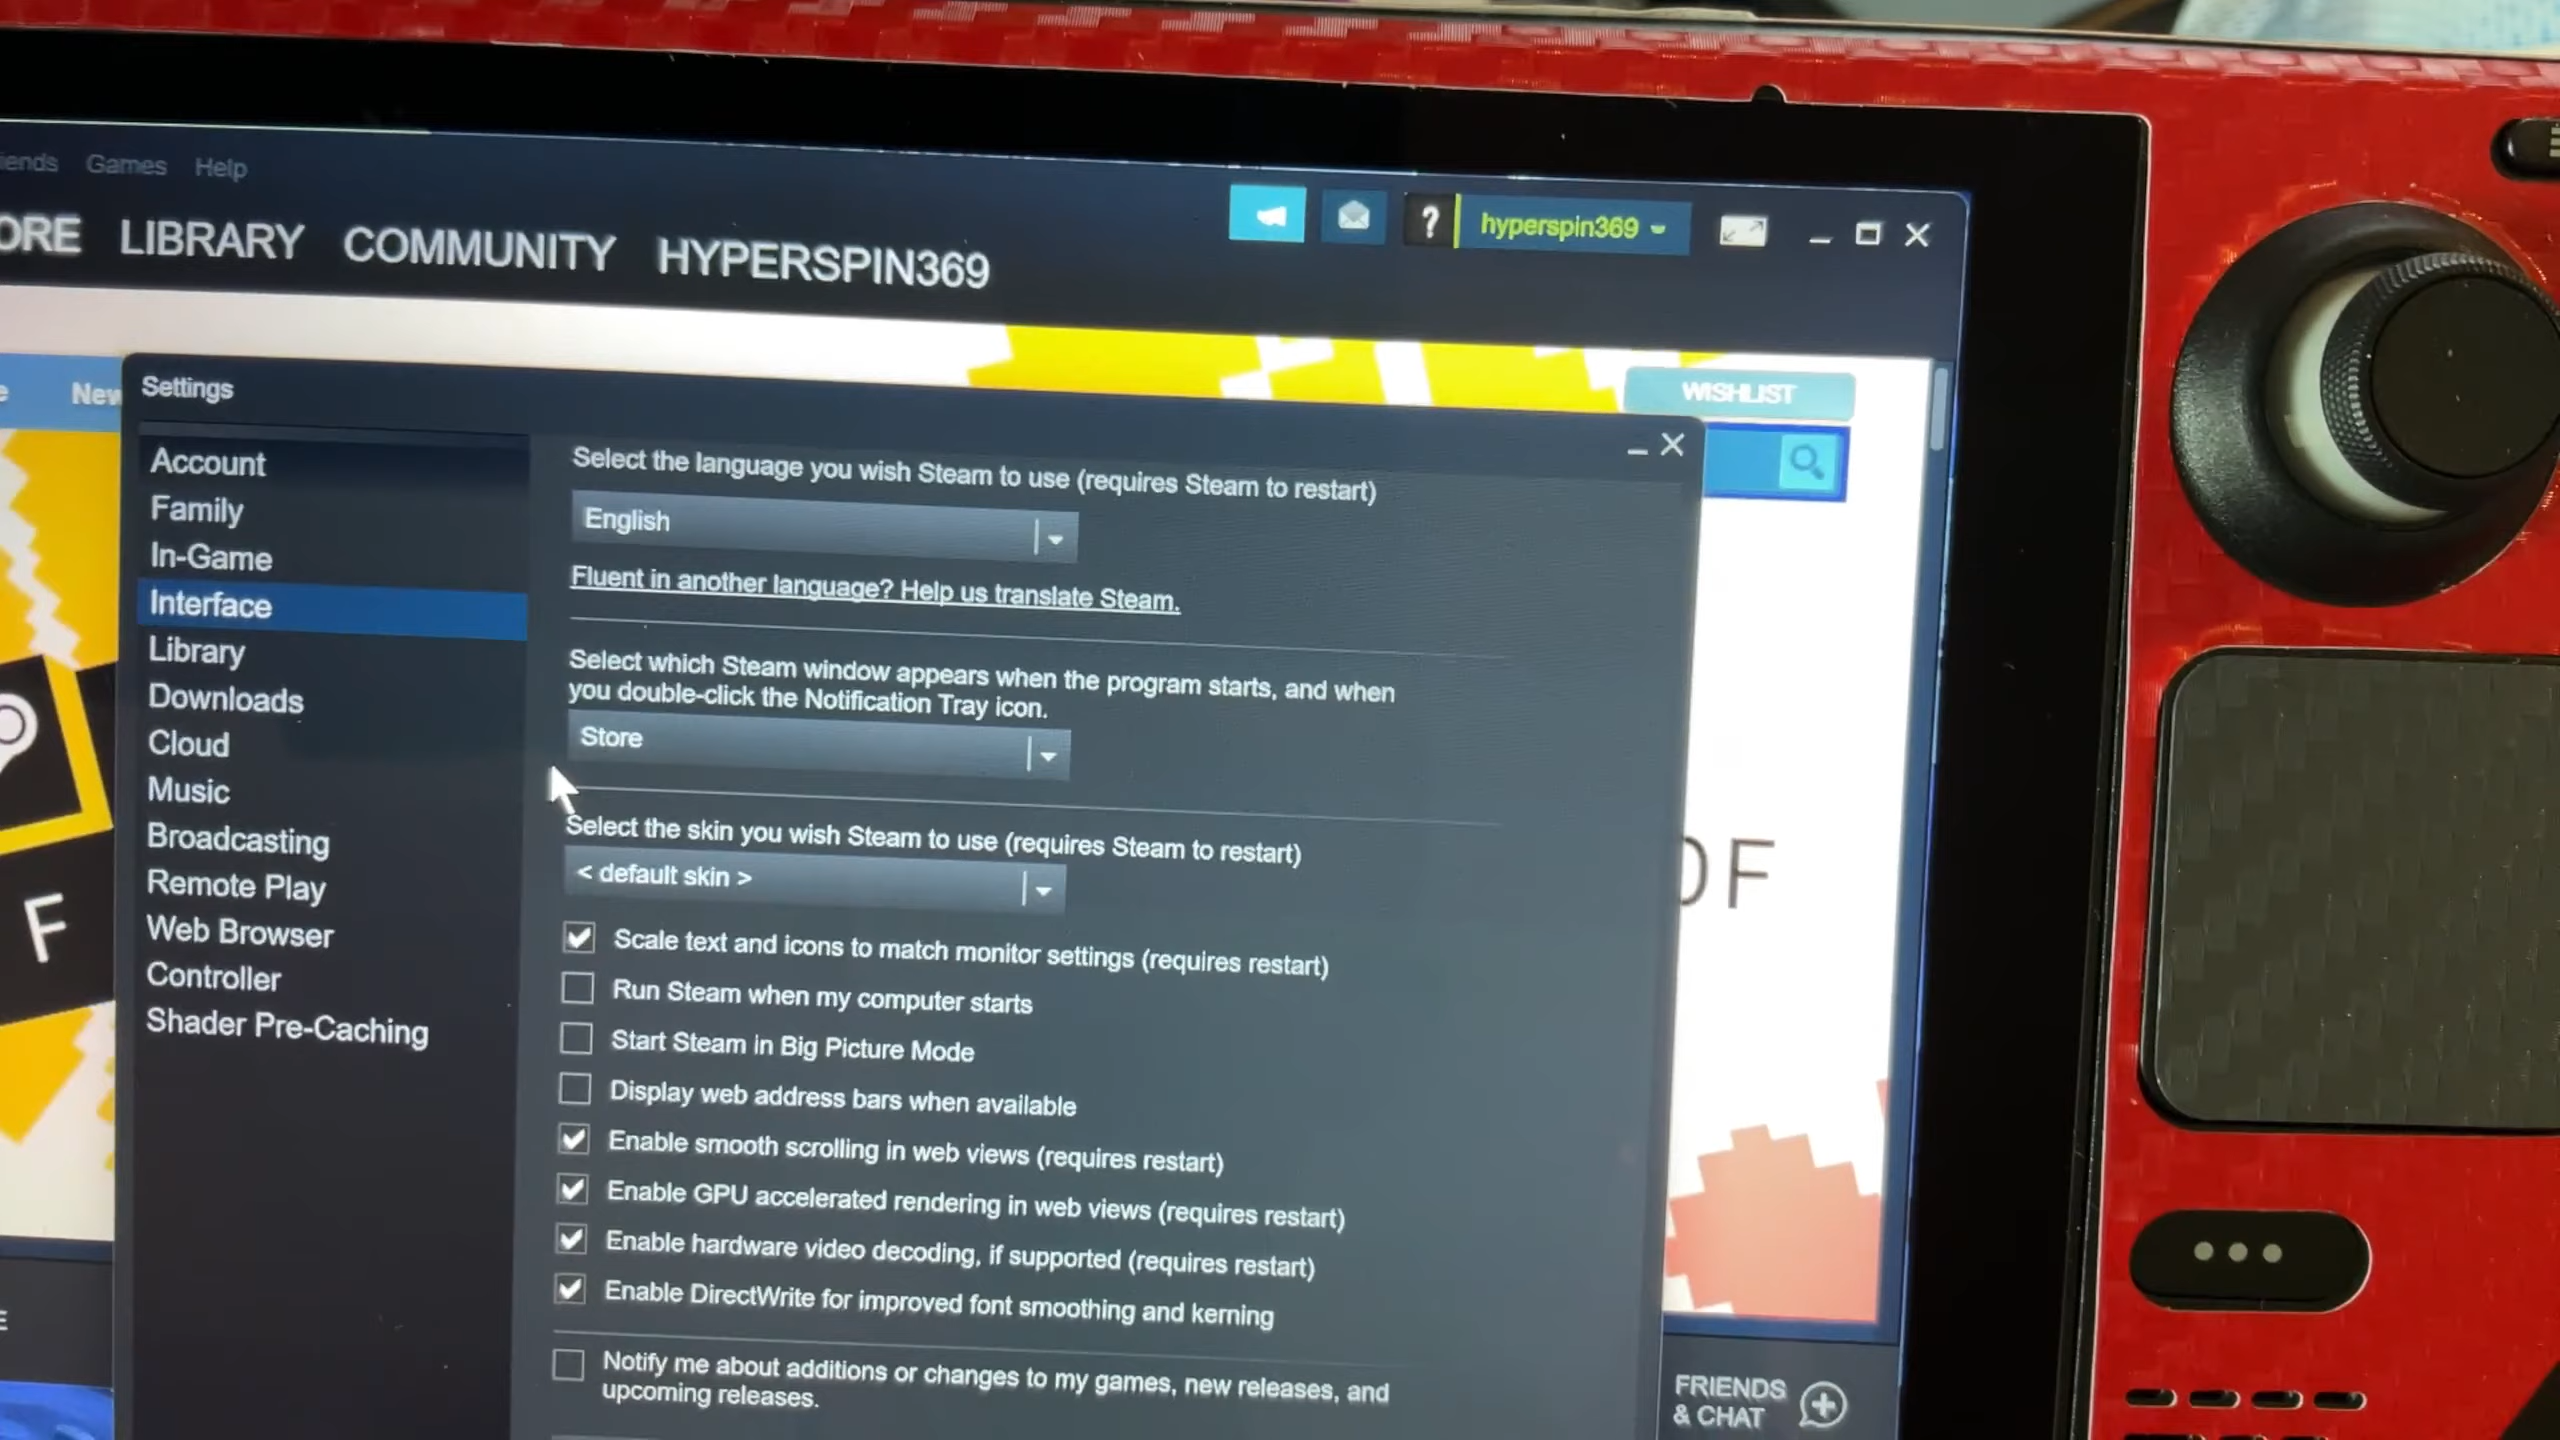 iends Games Help
ORE LIBRARY COMMUNITY HYPERSPIN369
? hyperspin369
New
WISHLIST
Settings
Account
Family
In-Game
Interface
Library
Downloads
Cloud
Music
Broadcasting
Remote Play
Web Browser
Controller
Shader Pre-Caching
Select the language you wish Steam to use (requires Steam to restart)
English
Fluent in another language? Help us translate Steam.
Select which Steam window appears when the program starts, and when
you double-click the Notification Tray icon.
Store
Select the skin you wish Steam to use (requires Steam to restart)
< default skin >
Scale text and icons to match monitor settings (requires restart)
Run Steam when my computer starts
Start Steam in Big Picture Mode
Display web address bars when available
Enable smooth scrolling in web views (requires restart)
Enable GPU accelerated rendering in web views (requires restart)
Enable hardware video decoding, if supported (requires restart)
Enable DirectWrite for improved font smoothing and kerning
Notify me about additions or changes to my games, new releases, and
upcoming releases.
F
OF
E
FRIENDS
& CHAT